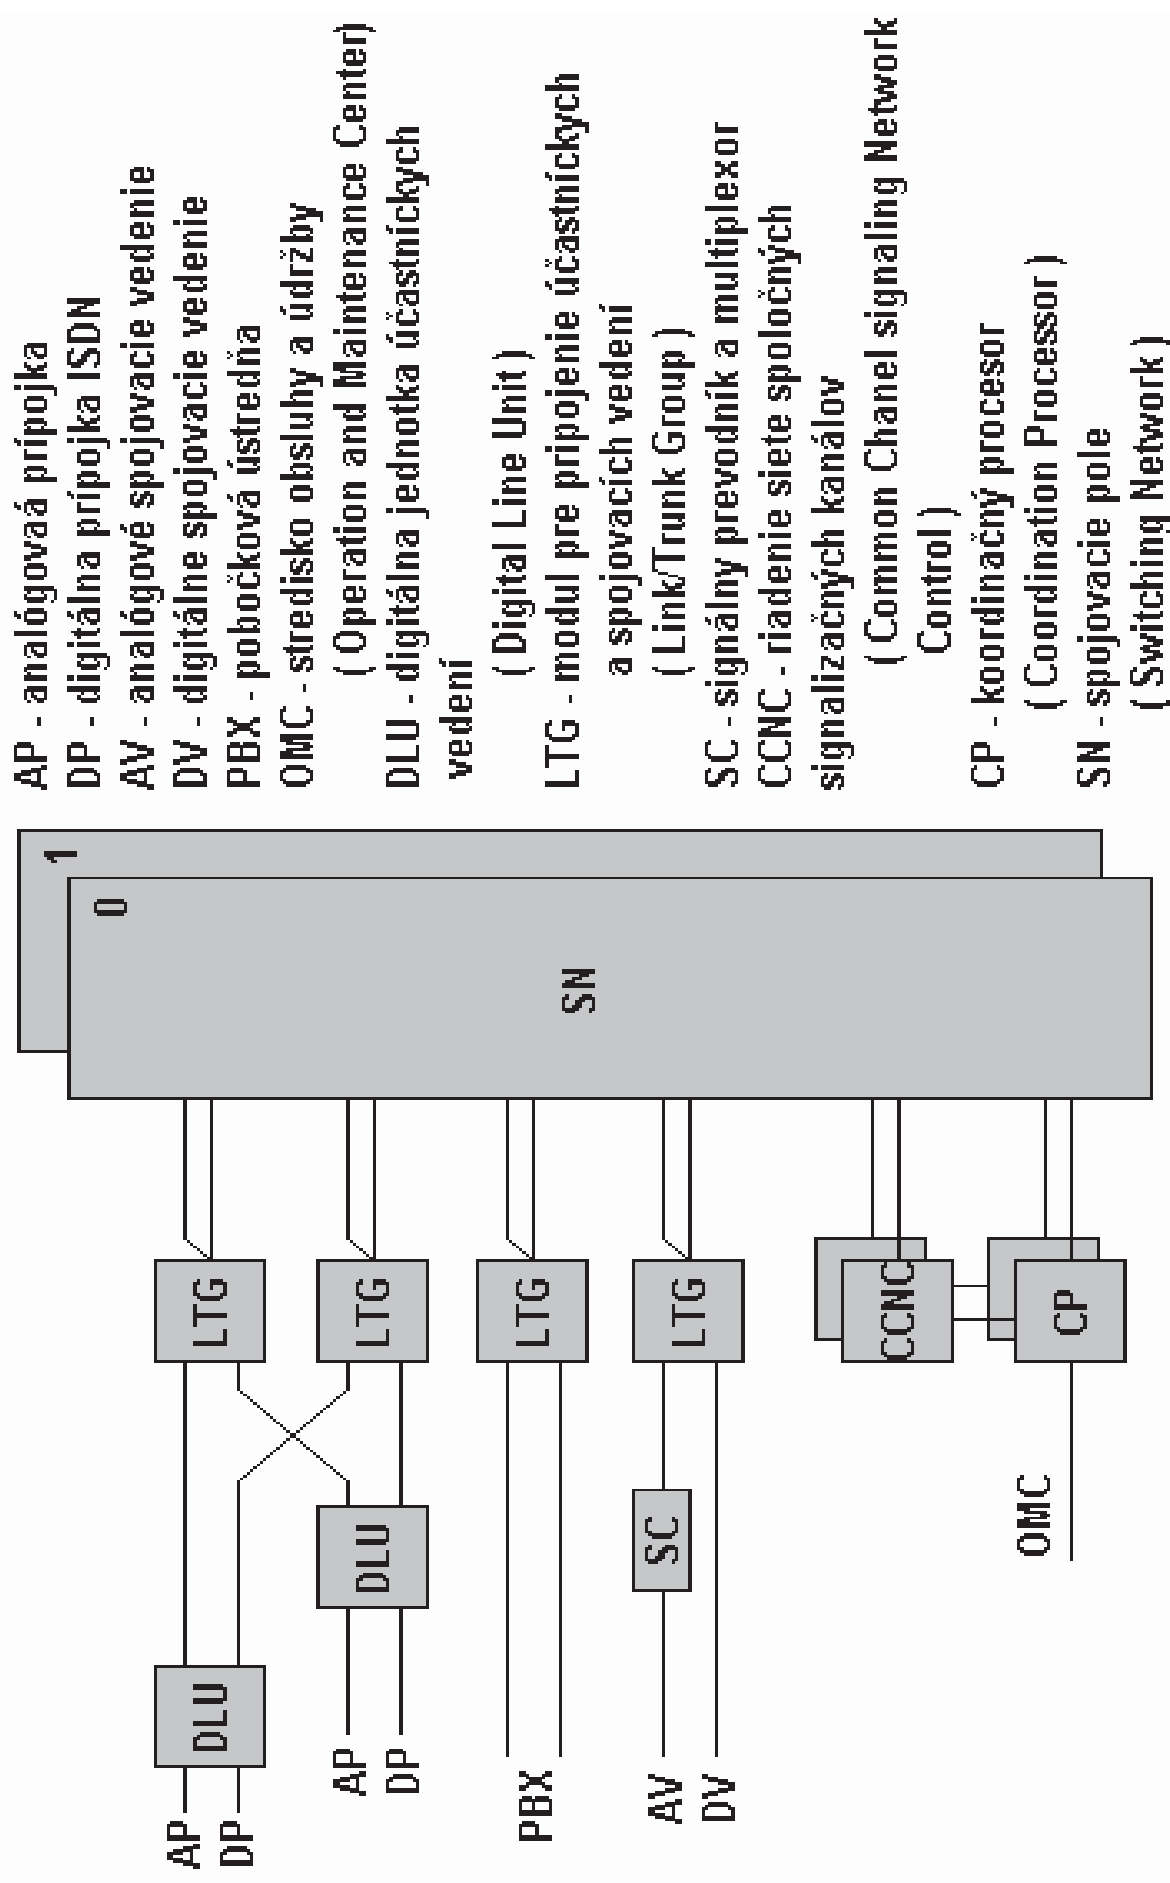 AP
DP
DLU
LTG
AP
DP
DLU
LTG
PBX
LTG
AV
DV
SC
LTG
CCNC
OMC
CP
SN
0
1
AP - analógovaá prípojka
DP - digitálna prípojka ISDN
AV - analógové spojovacie vedenie
DV - digitálne spojovacie vedenie
PBX - pobočková ústredňa
OMC - stredisko obsluhy a údržby
( Operation and Maintenance Center)
DLU - digitálna jednotka účastníckych
vedení
( Digital Line Unit )
LTG - modul pre pripojenie účastníckych
a spojovacích vedení
( Link/Trunk Group )
SC - signálny prevodník a multiplexor
CCNC - riadenie siete spoločných
signalizačných kanálov
( Common Chanel signaling Network
Control )
CP - koordinačný procesor
( Coordination Processor )
SN - spojovacie pole
( Switching Network )